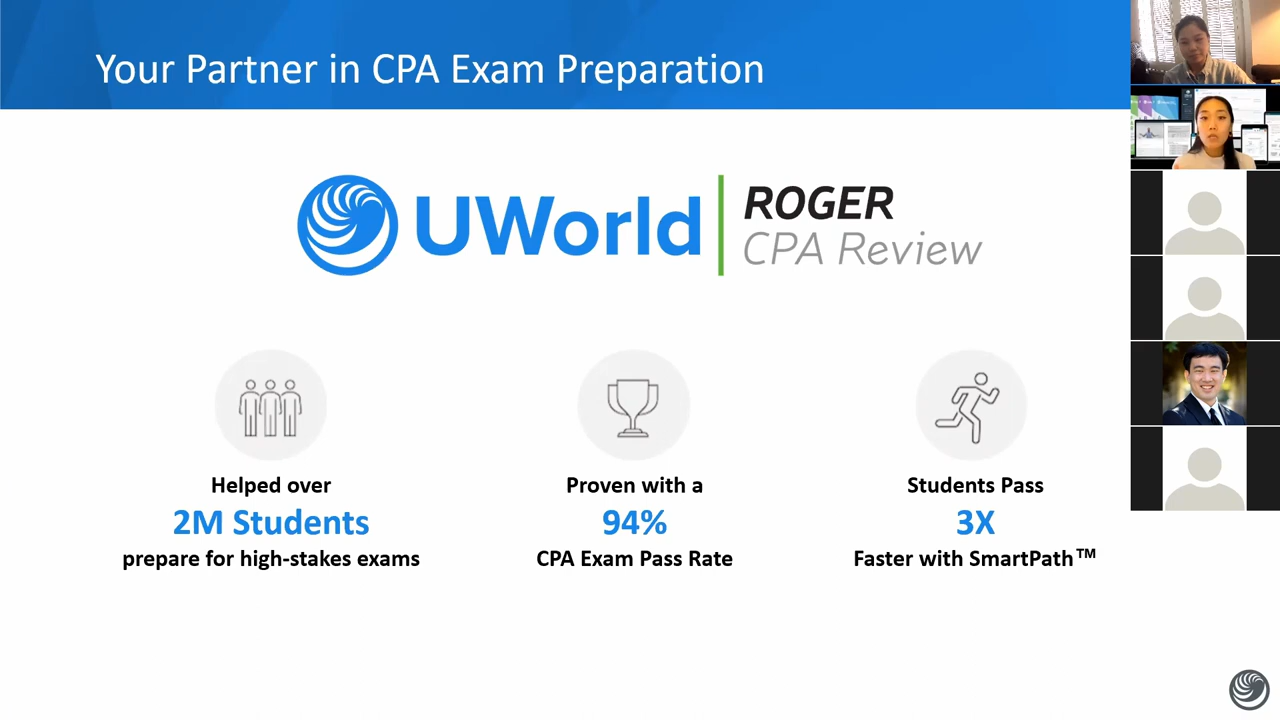 Your Partner in CPA Exam Preparation
UWorld
ROGER
CPA Review
Helped over
2M Students
prepare for high-stakes exams
Proven with a
94%
CPA Exam Pass Rate
Students Pass
3X
Faster with SmartPath™